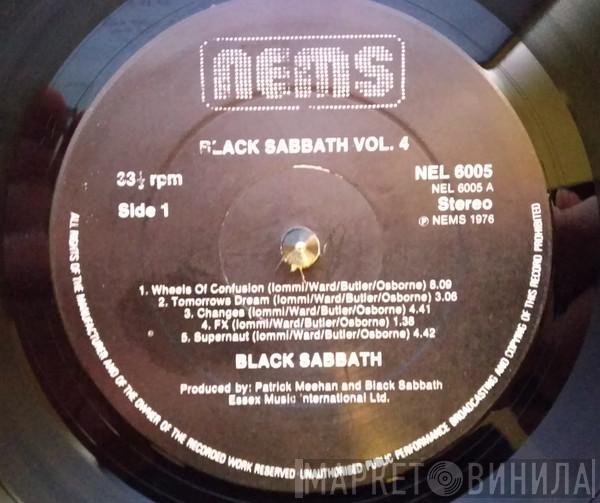 nems
BLACK SABBATH VOL. 4
33⅓ rpm
Side 1
NEL 6005
NEL 6005 A
Stereo
℗ NEMS 1976
1. Wheels Of Confusion (Iommi/Ward/Butler/Osborne) 8.09
2. Tomorrows Dream (Iommi/Ward/Butler/Osborne) 3.06
3. Changes (Iommi/Ward/Butler/Osborne) 4.41
4. FX (Iommi/Ward/Butler/Osborne) 1.38
5. Supernaut (Iommi/Ward/Butler/Osborne) 4.42
BLACK SABBATH
Produced by: Patrick Meehan and Black Sabbath
Essex Music International Ltd.
ALL RIGHTS OF THE MANUFACTURER AND OF THE OWNER OF THE RECORDED WORK RESERVED UNAUTHORISED PUBLIC PERFORMANCE BROADCASTING AND COPYING OF THIS RECORD PROHIBITED
МАРКЕТ ВИНИЛА